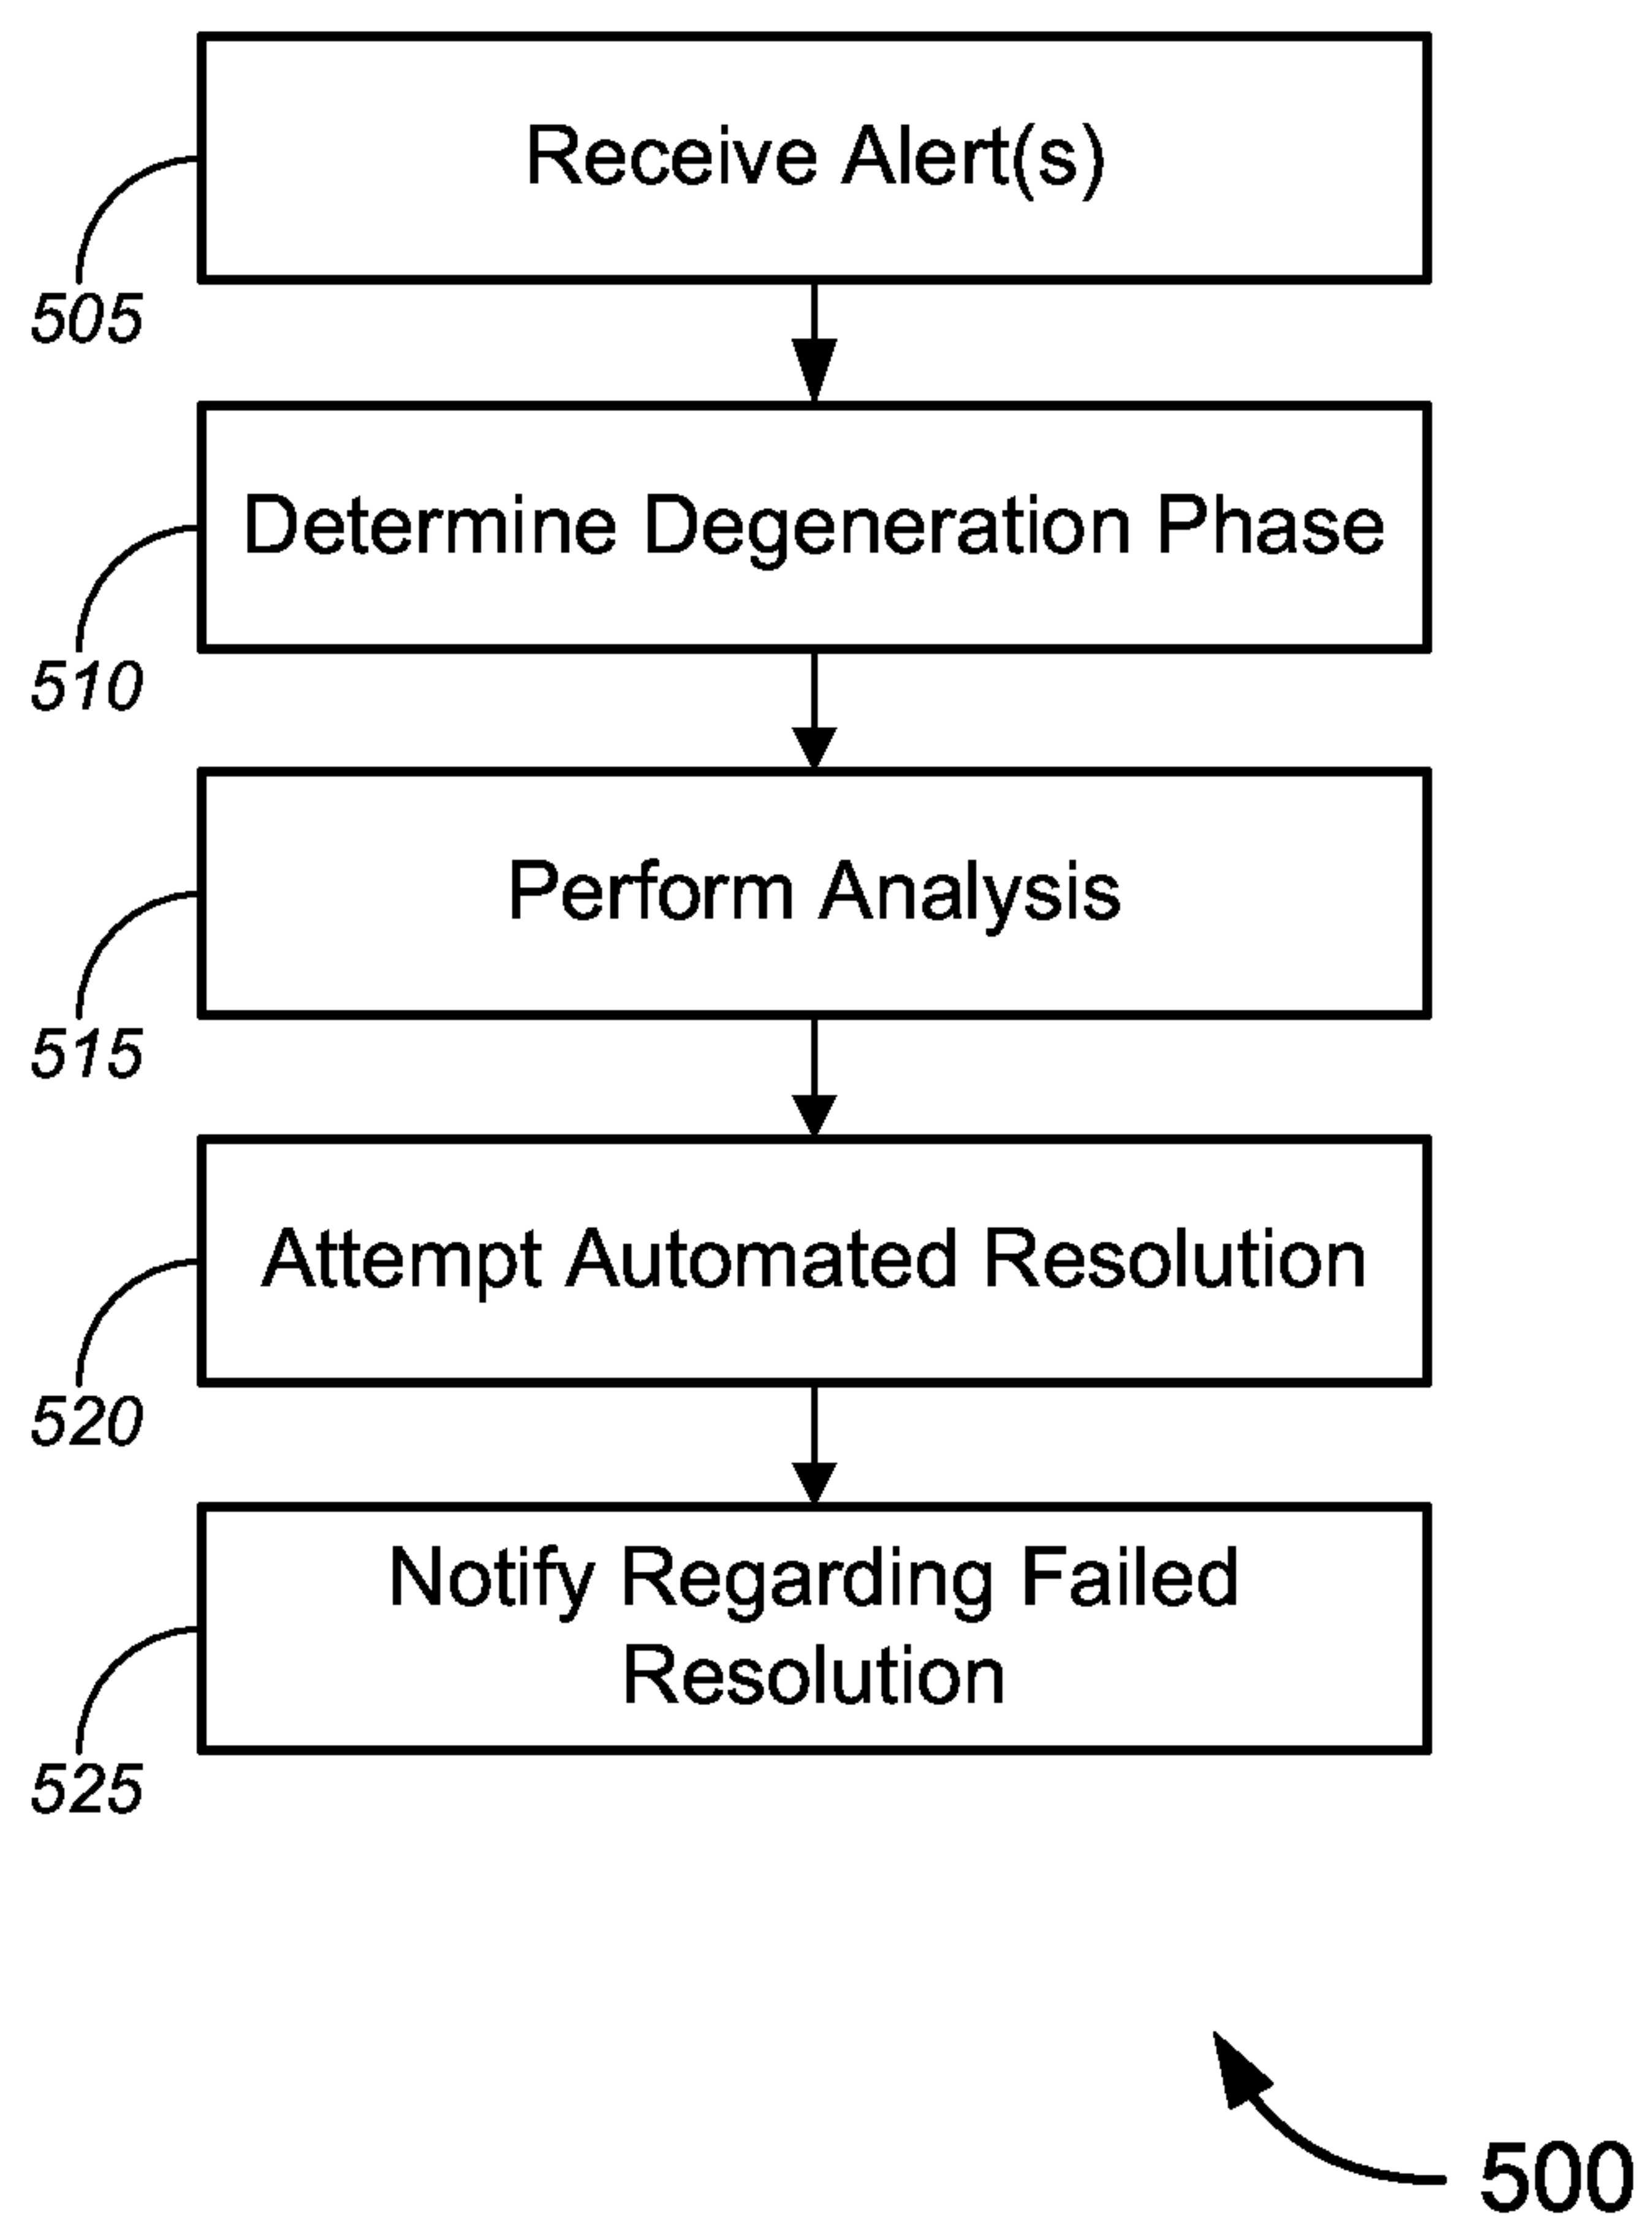 Receive Alert(s)
505
Determine Degeneration Phase
510
Perform Analysis
515
Attempt Automated Resolution
520
Notify Regarding Failed
Resolution
525
500